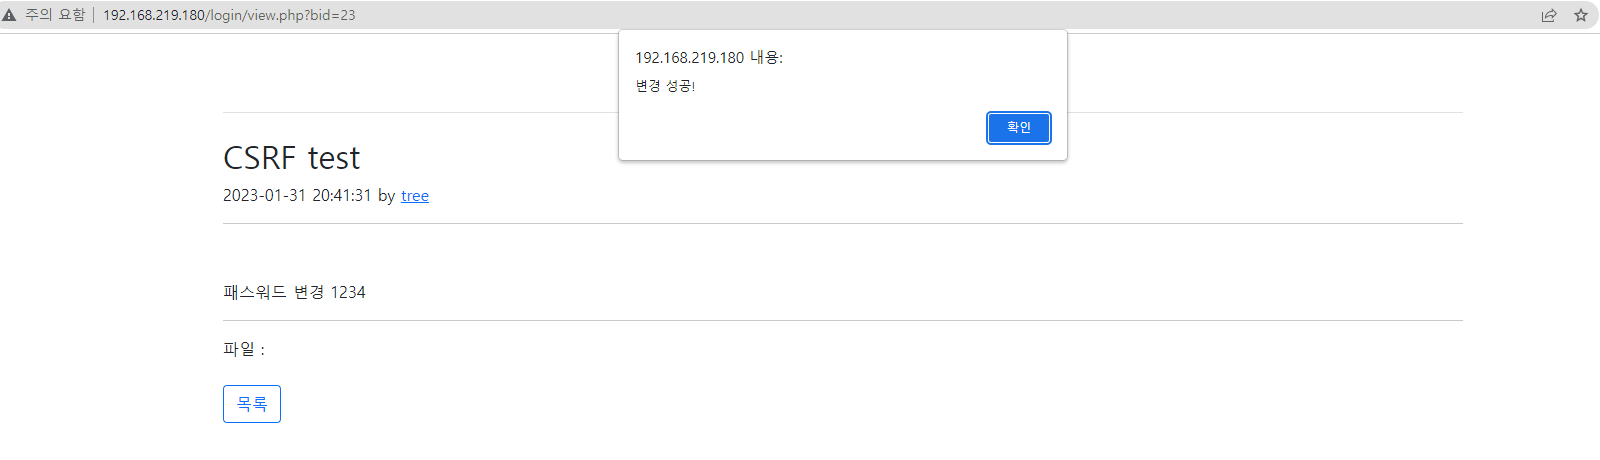 주의 요함 | 192.168.219.180/login/view.php?bid=23
192.168.219.180 내용:
변경 성공!
확인
CSRF test
2023-01-31 20:41:31 by tree
패스워드 변경 1234
파일 :
목록